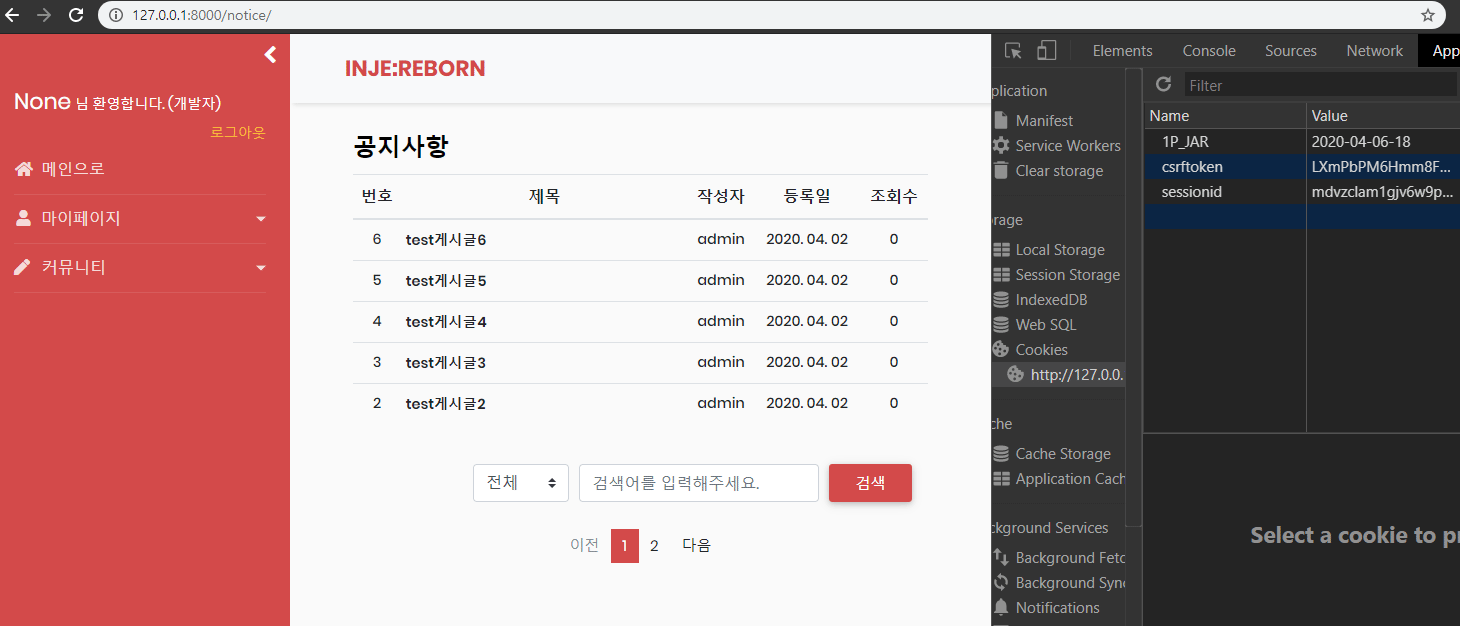 127.0.0.1:8000/notice/
None 님 환영합니다. (개발자)
로그아웃
메인으로
마이페이지
커뮤니티
INJE:REBORN
공지사항
번호 제목 작성자 등록일 조회수
6 test게시글6 admin 2020. 04. 02 0
5 test게시글5 admin 2020. 04. 02 0
4 test게시글4 admin 2020. 04. 02 0
3 test게시글3 admin 2020. 04. 02 0
2 test게시글2 admin 2020. 04. 02 0
전체 검색어를 입력해주세요. 검색
이전 1 2 다음
Elements Console Sources Network App
plication
Manifest
Service Workers
Clear storage
rage
Local Storage
Session Storage
IndexedDB
Web SQL
Cookies
http://127.0.0.
che
Cache Storage
Application Cach
ckground Services
Background Fetc
Background Sync
Notifications
Filter
Name Value
1P_JAR 2020-04-06-18
csrftoken LXmPbPM6Hmm8F...
sessionid mdvzclam1gjv6w9p...
Select a cookie to pr